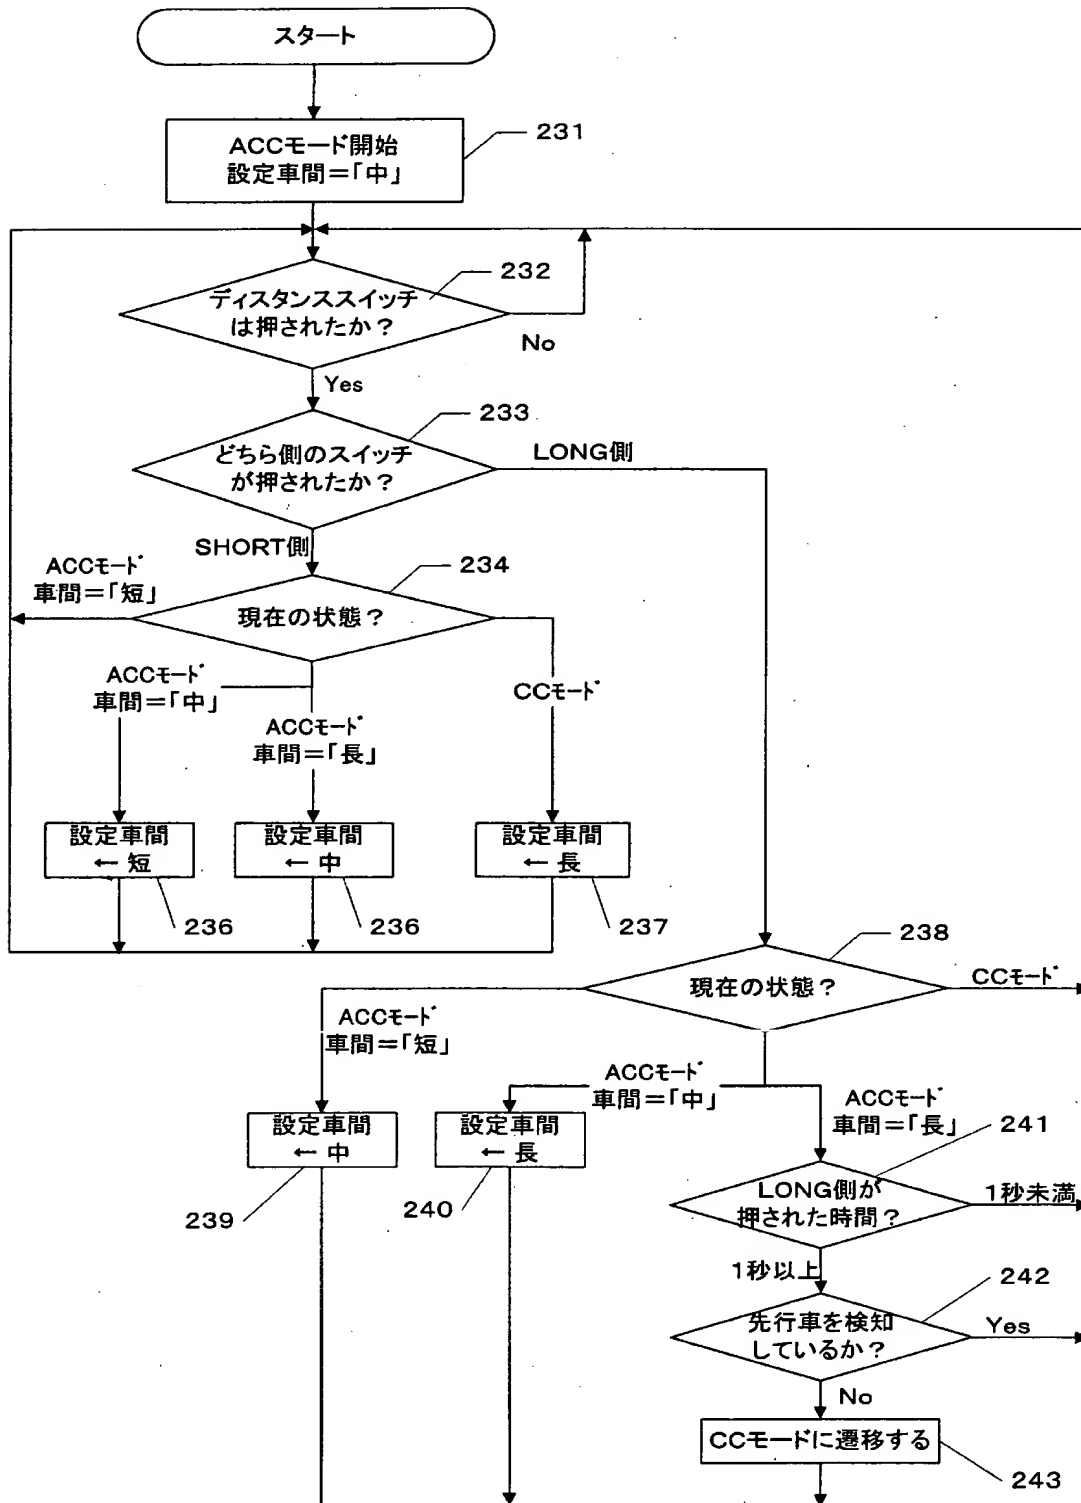 スタート
ACCモード開始
設定車間=「中」
231
ディスタンススイッチ
は押されたか?
232
No
Yes
どちら側のスイッチ
が押されたか?
233
LONG側
SHORT側
ACCモード
車間=「短」
現在の状態?
234
ACCモード
車間=「中」
ACCモード
車間=「長」
CCモード
設定車間
← 短
236
設定車間
← 中
236
設定車間
← 長
237
現在の状態?
238
CCモード
ACCモード
車間=「短」
ACCモード
車間=「中」
ACCモード
車間=「長」
設定車間
← 中
239
設定車間
← 長
240
LONG側が
押された時間?
241
1秒未満
1秒以上
先行車を検知
しているか?
242
Yes
No
CCモードに遷移する
243